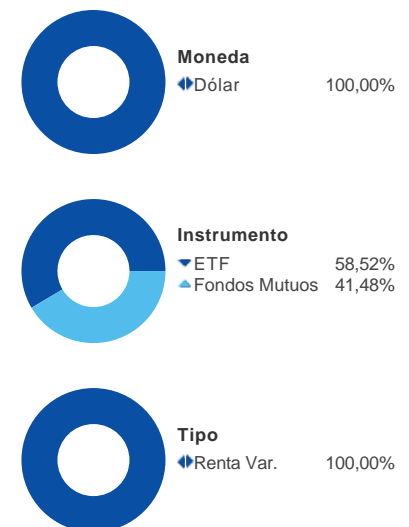 Moneda
Dólar 100,00%
Instrumento
ETF 58,52%
Fondos Mutuos 41,48%
Tipo
Renta Var. 100,00%